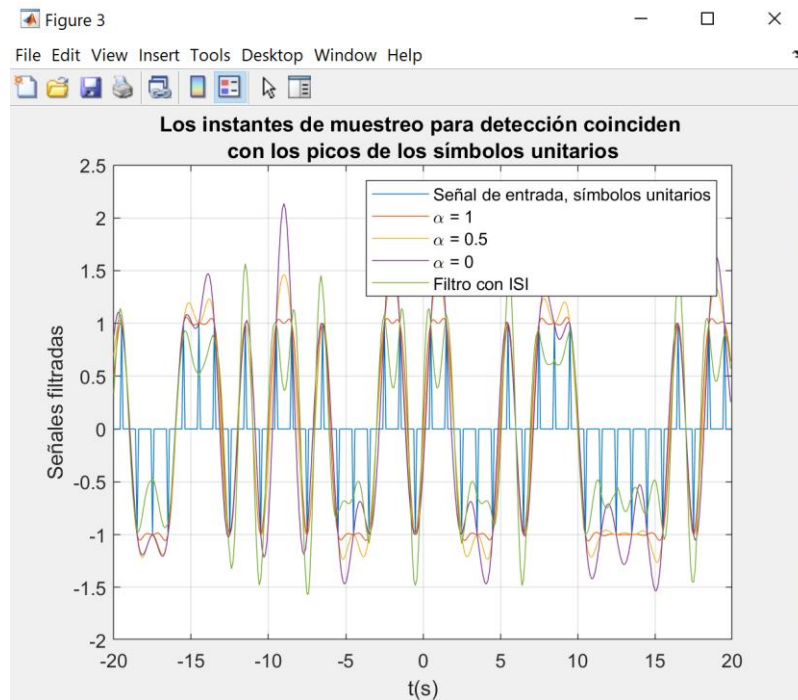 Figure 3
File Edit View Insert Tools Desktop Window Help
Los instantes de muestreo para detección coinciden
con los picos de los símbolos unitarios
2.5
2
1.5
1
0.5
0
-0.5
-1
-1.5
-2
Señales filtradas
Señal de entrada, símbolos unitarios
α = 1
α = 0.5
α = 0
Filtro con ISI
-20 -15 -10 -5 0 5 10 15 20
t(s)